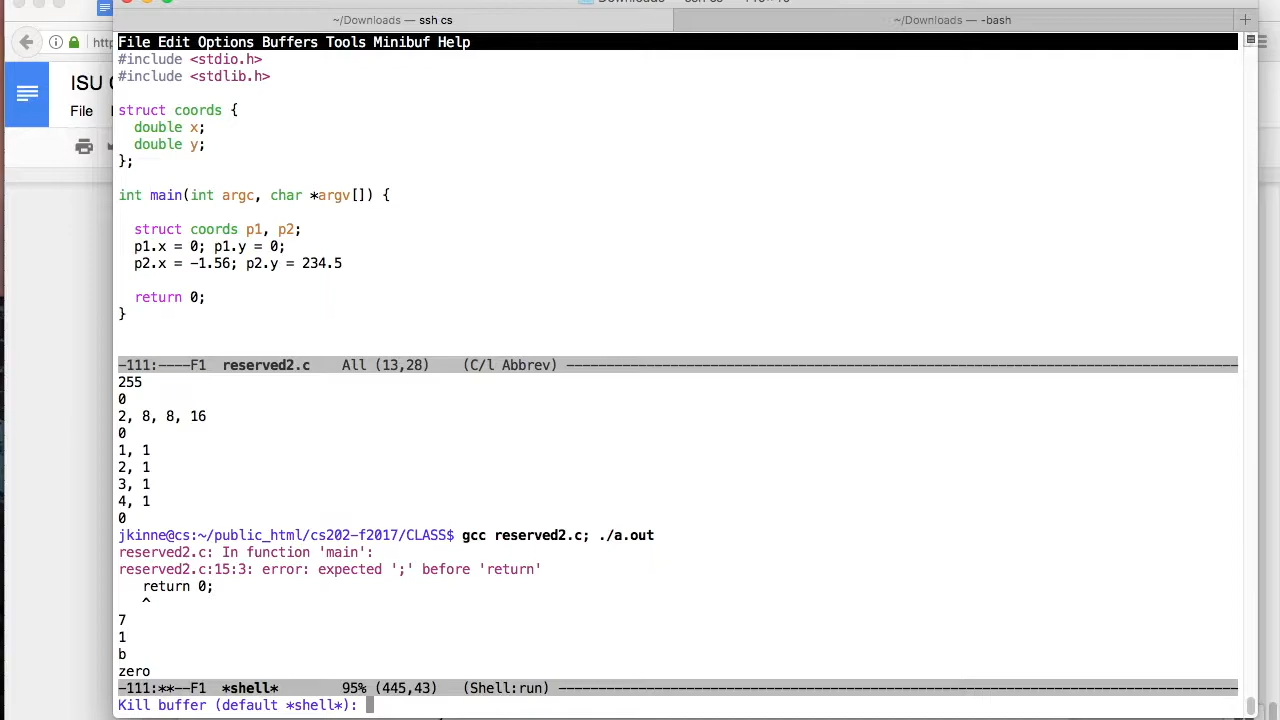 ~/Downloads — ssh cs
~/Downloads — -bash
http
ISU
File
File Edit Options Buffers Tools Minibuf Help
#include <stdio.h>
#include <stdlib.h>
struct coords {
double x;
double y;
};
int main(int argc, char *argv[]) {
struct coords p1, p2;
p1.x = 0; p1.y = 0;
p2.x = -1.56; p2.y = 234.5
return 0;
}
-111:----F1 reserved2.c All (13,28) (C/l Abbrev)
255
0
2, 8, 8, 16
0
1, 1
2, 1
3, 1
4, 1
0
jkinne@cs:~/public_html/cs202-f2017/CLASS$ gcc reserved2.c; ./a.out
reserved2.c: In function 'main':
reserved2.c:15:3: error: expected ';' before 'return'
return 0;
^
7
1
b
zero
-111:**--F1 *shell* 95% (445,43) (Shell:run)
Kill buffer (default *shell*):